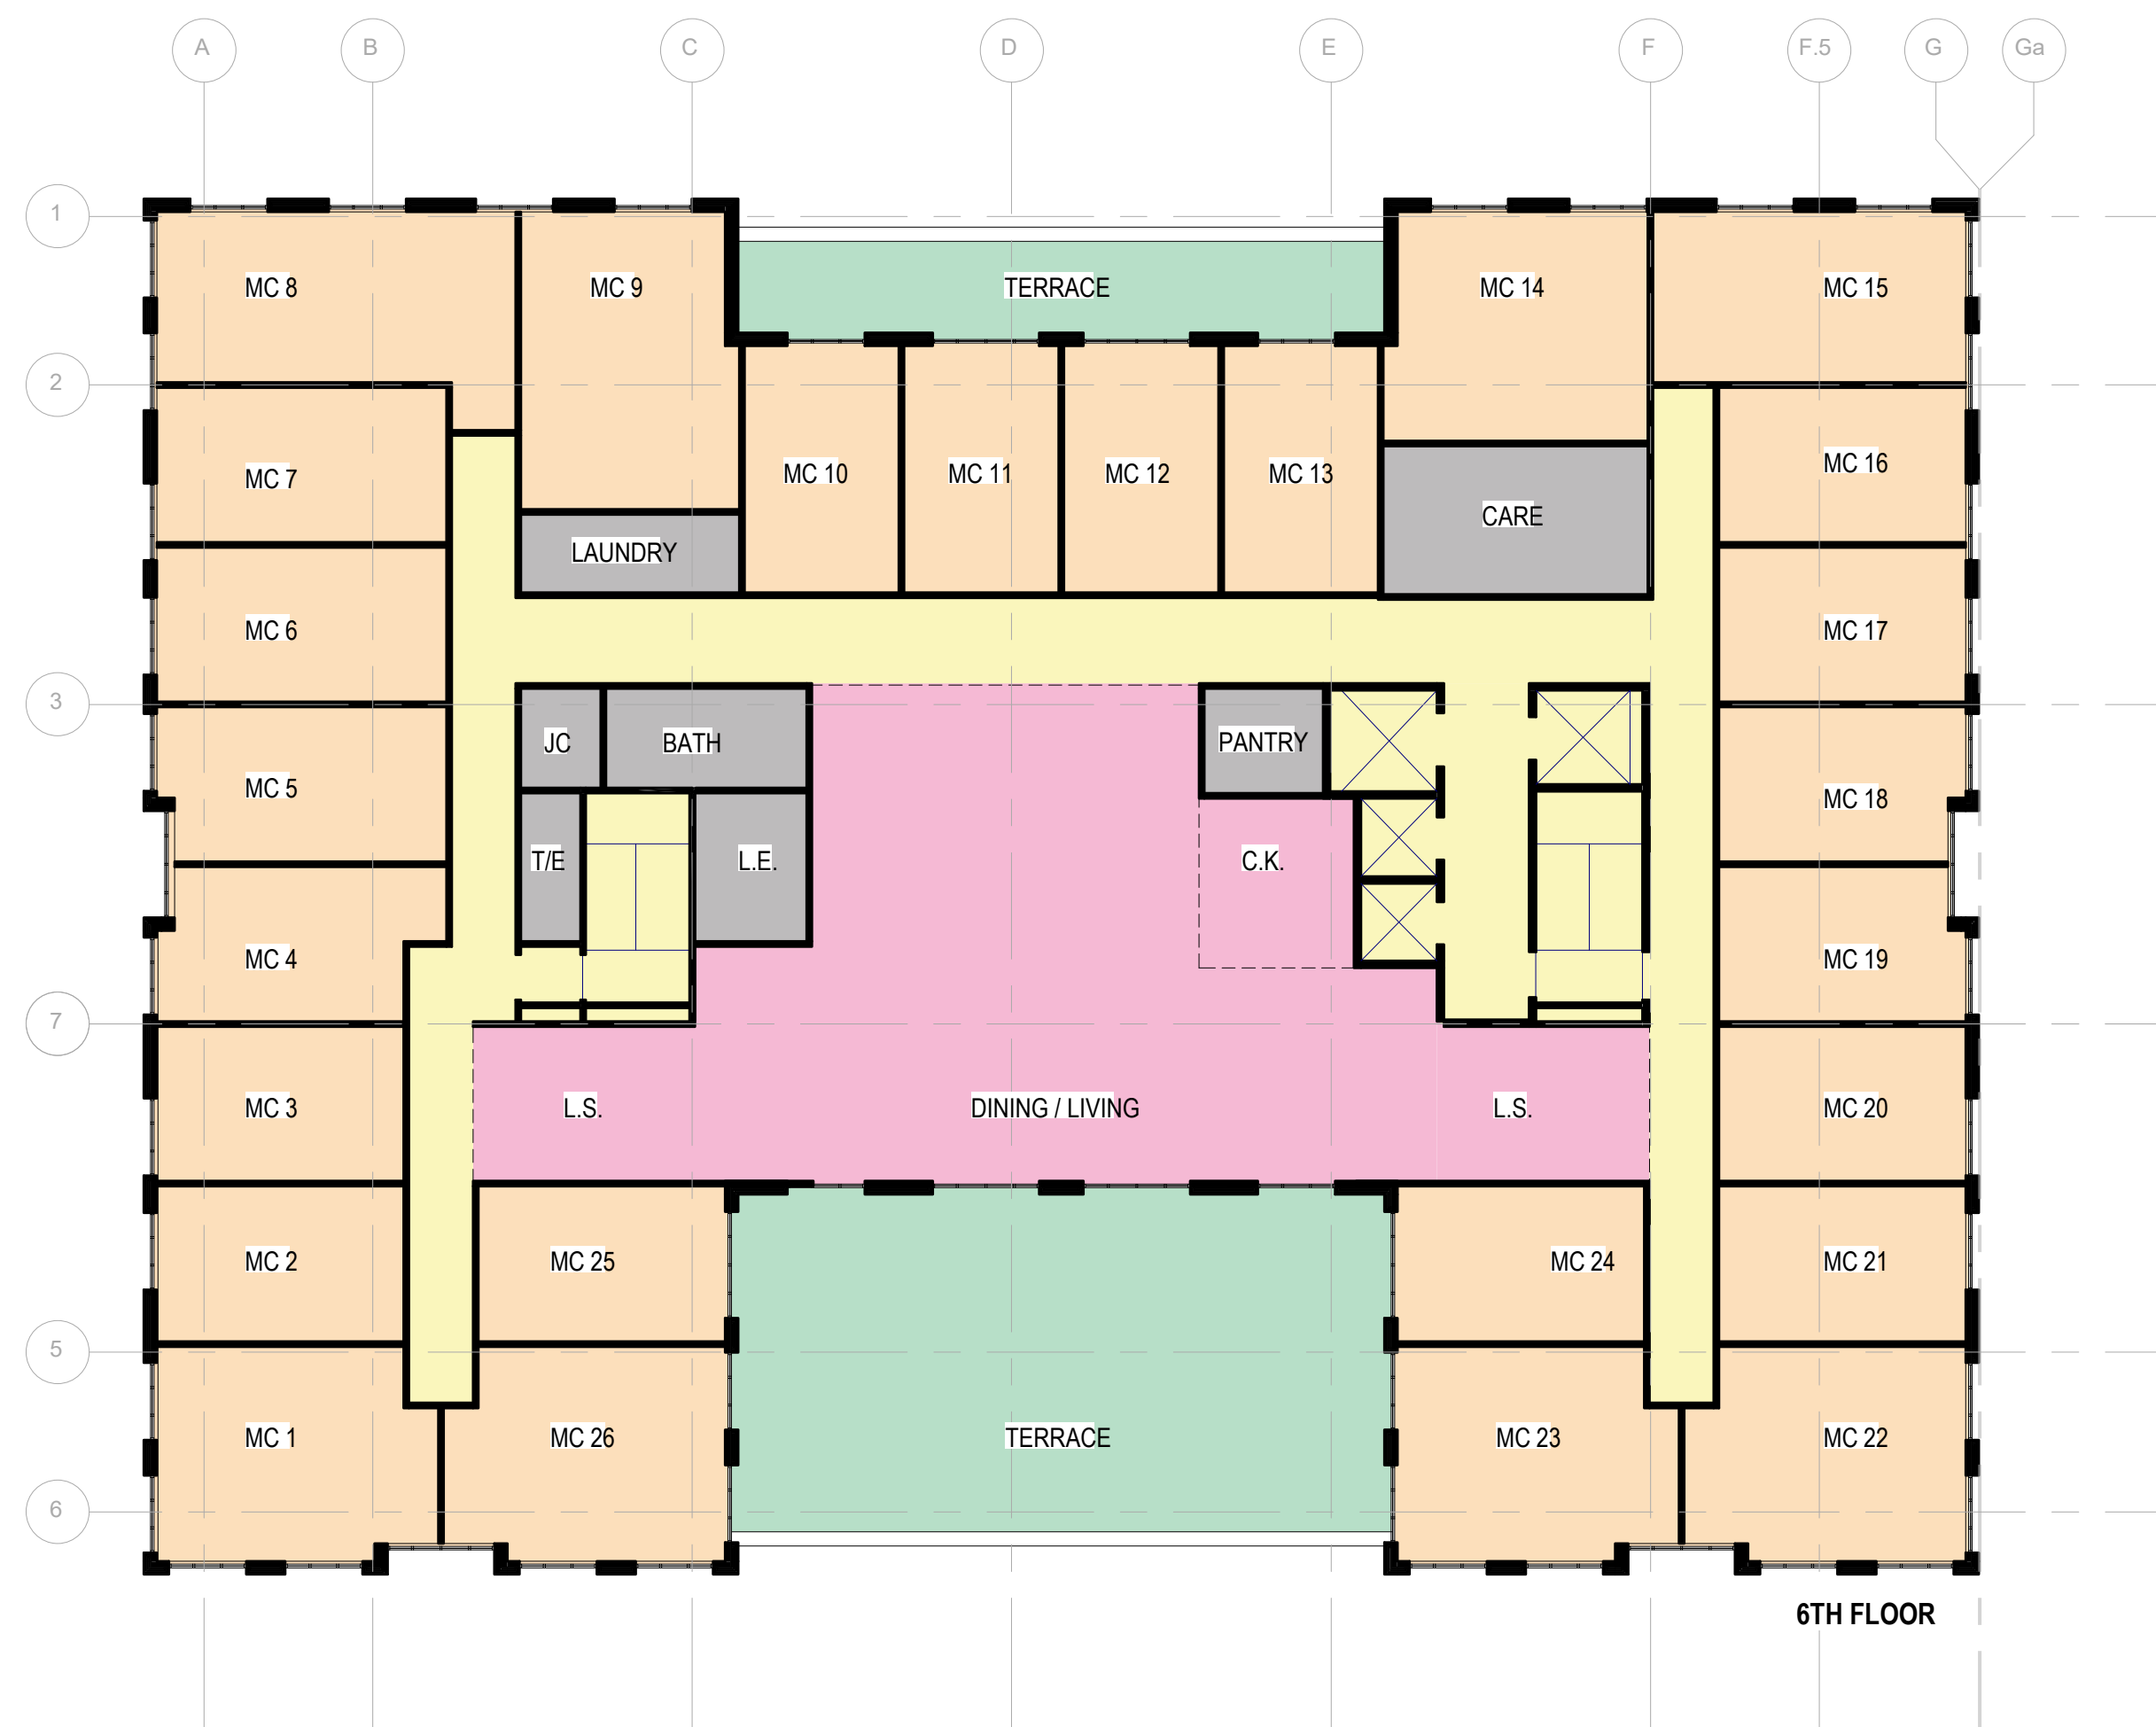 A
B
C
D
E
F
F.5
G
Ga
1
MC 8
MC 9
TERRACE
MC 14
MC 15
2
MC 7
MC 10
MC 11
MC 12
MC 13
MC 16
CARE
LAUNDRY
MC 6
MC 17
3
JC
BATH
PANTRY
MC 5
MC 18
T/E
L.E.
C.K.
MC 4
MC 19
7
MC 3
L.S.
DINING / LIVING
L.S.
MC 20
MC 2
MC 25
MC 24
MC 21
5
MC 1
MC 26
TERRACE
MC 23
MC 22
6
6TH FLOOR